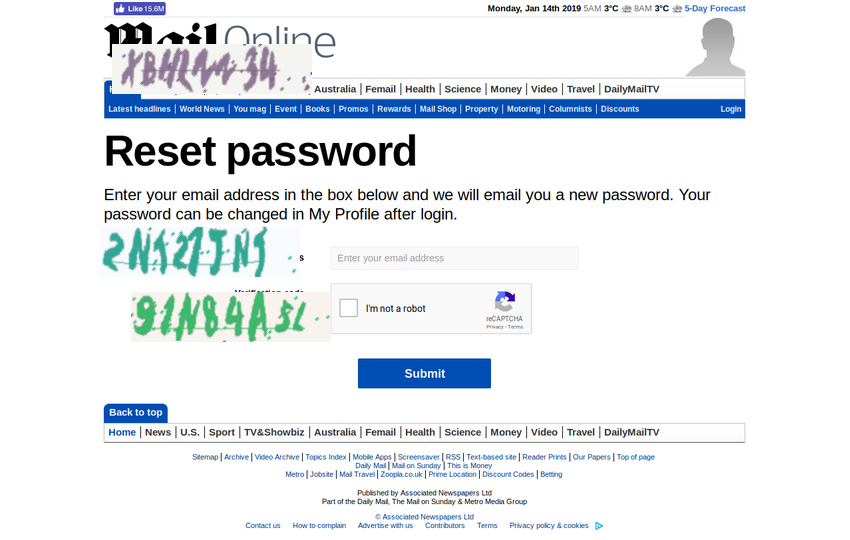 Like 15.6M
Monday, Jan 14th 2019 5AM 3°C 8AM 3°C 5-Day Forecast
Mail Online
Australia Femail Health Science Money Video Travel DailyMailTV
Latest headlines World News You mag Event Books Promos Rewards Mail Shop Property Motoring Columnists Discounts Login
Reset password
Enter your email address in the box below and we will email you a new password. Your
password can be changed in My Profile after login.
Enter your email address
I'm not a robot
reCAPTCHA
Privacy - Terms
Submit
Back to top
Home News U.S. Sport TV&Showbiz Australia Femail Health Science Money Video Travel DailyMailTV
Sitemap Archive Video Archive Topics Index Mobile Apps Screensaver RSS Text-based site Reader Prints Our Papers Top of page
Daily Mail Mail on Sunday This is Money
Metro Jobsite Mail Travel Zoopla.co.uk Prime Location Discount Codes Betting
Published by Associated Newspapers Ltd
Part of the Daily Mail, The Mail on Sunday & Metro Media Group
© Associated Newspapers Ltd
Contact us How to complain Advertise with us Contributors Terms Privacy policy & cookies